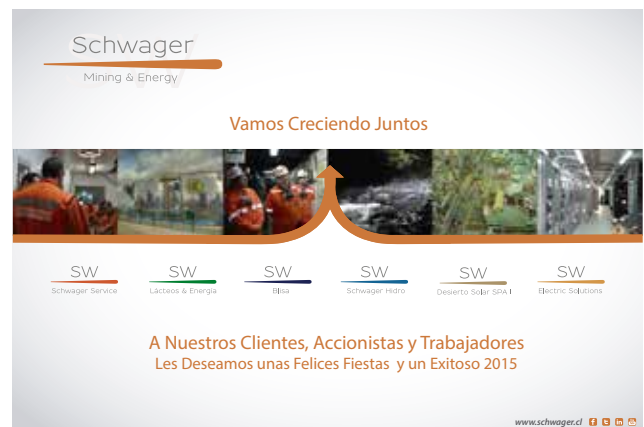 Schwager
Mining & Energy
Vamos Creciendo Juntos
SW
Schwager Service
SW
Lácteos & Energía
SW
Blisa
SW
Schwager Hidro
SW
Desierto Solar SPA I
SW
Electric Solutions
A Nuestros Clientes, Accionistas y Trabajadores
Les Deseamos unas Felices Fiestas y un Exitoso 2015
www.schwager.cl